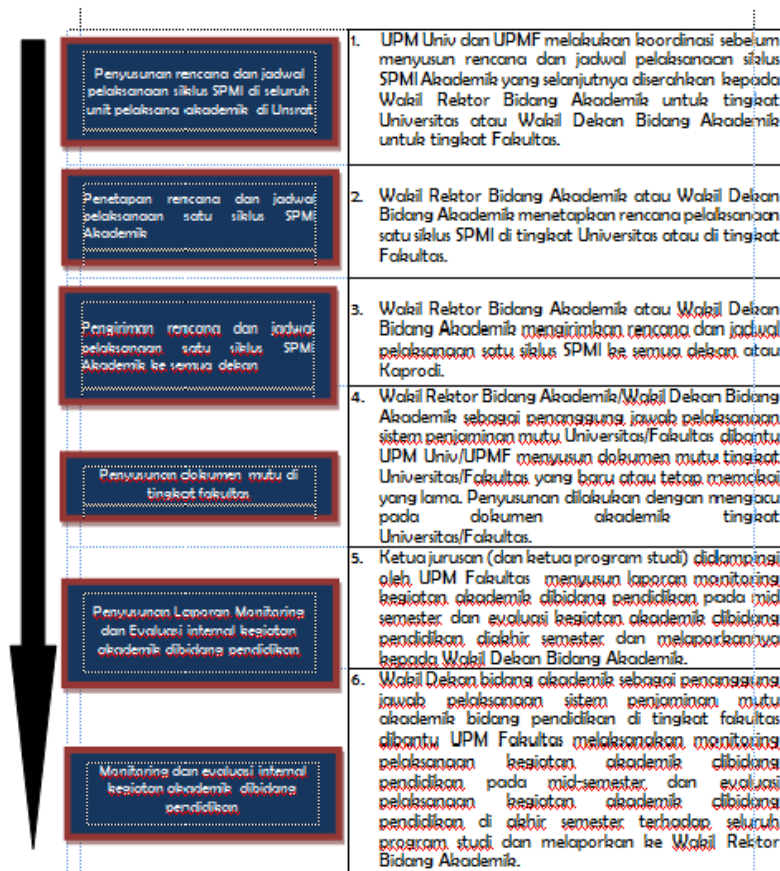 Penyusunan rencana dan jadwal
pelaksanaan siklus SPMI di seluruh
unit pelaksana akademik di Unsrat
1. UPM Univ dan UPMF melakukan koordinasi sebelum
menyusun rencana dan jadwal pelaksanaan siklus
SPMI Akademik yang selanjutnya diserahkan kepada
Wakil Rektor Bidang Akademik untuk tingkat
Universitas atau Wakil Dekan Bidang Akademik
untuk tingkat Fakultas.
Penetapan rencana dan jadwal
pelaksanaan satu siklus SPMI
Akademik
2. Wakil Rektor Bidang Akademik atau Wakil Dekan
Bidang Akademik menetapkan rencana pelaksanaan
satu siklus SPMI di tingkat Universitas atau di tingkat
Fakultas.
Pengiriman rencana dan jadwal
pelaksanaan satu siklus SPMI
Akademik ke semua dekan
3. Wakil Rektor Bidang Akademik atau Wakil Dekan
Bidang Akademik mengirimkan rencana dan jadwal
pelaksanaan satu siklus SPMI ke semua dekan atau
Kaprodi.
Penyusunan dokumen mutu di
tingkat fakultas
4. Wakil Rektor Bidang Akademik/Wakil Dekan Bidang
Akademik sebagai penanggung jawab pelaksanaan
sistem penjaminan mutu Universitas/Fakultas dibantu
UPM Univ/UPMF menyusun dokumen mutu tingkat
Universitas/Fakultas yang baru atau tetap memakai
yang lama. Penyusunan dilakukan dengan mengacu
pada dokumen akademik tingkat
Universitas/Fakultas.
Penyusunan Laporan Monitoring
dan Evaluasi internal kegiatan
akademik dibidang pendidikan
5. Ketua jurusan (dan ketua program studi) didampingi
oleh UPM Fakultas menyusun laporan monitoring
kegiatan akademik dibidang pendidikan pada mid
semester dan evaluasi kegiatan akademik dibidang
pendidikan diakhir semester dan melaporkannya
kepada Wakil Dekan Bidang Akademik.
Monitoring dan evaluasi internal
kegiatan akademik dibidang
pendidikan
6. Wakil Dekan bidang akademik sebagai penanggung
jawab pelaksanaan sistem penjaminan mutu
akademik bidang pendidikan di tingkat fakultas
dibantu UPM Fakultas melaksanakan monitoring
pelaksanaan kegiatan akademik dibidang
pendidikan pada mid-semester dan evaluasi
pelaksanaan kegiatan akademik dibidang
pendidikan di akhir semester terhadap seluruh
program studi dan melaporkan ke Wakil Rektor
Bidang Akademik.